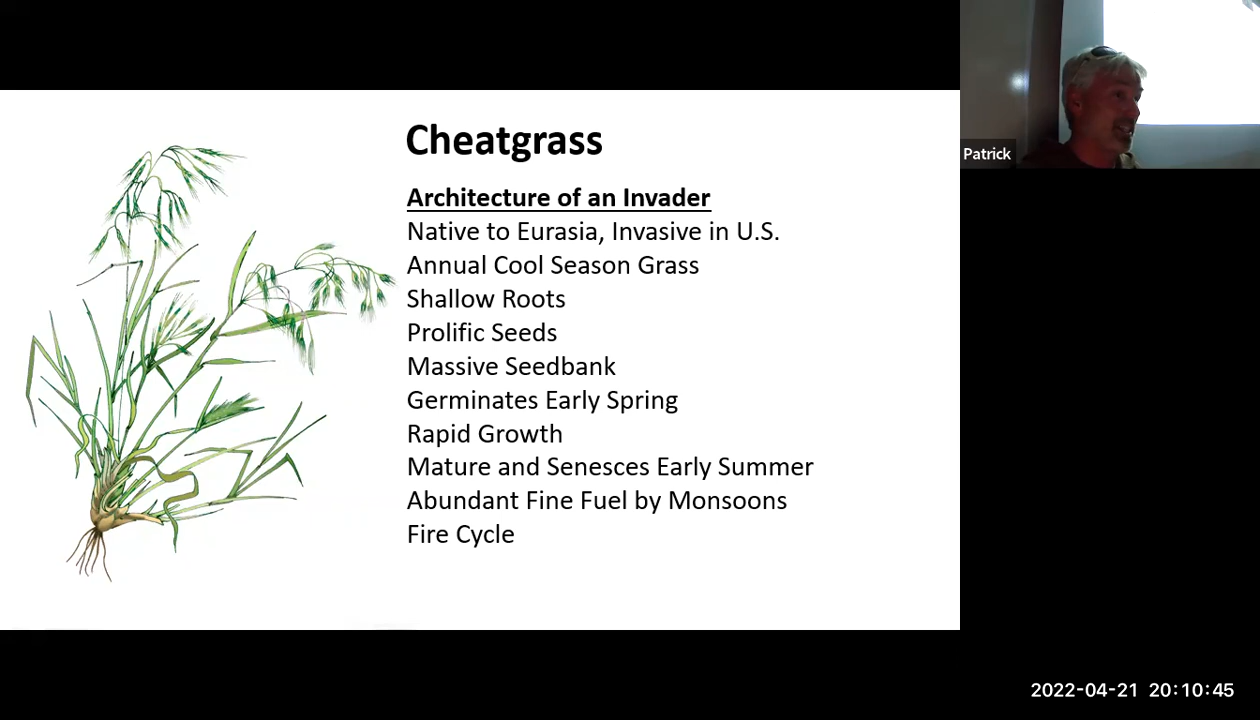 Cheatgrass
Architecture of an Invader
Native to Eurasia, Invasive in U.S.
Annual Cool Season Grass
Shallow Roots
Prolific Seeds
Massive Seedbank
Germinates Early Spring
Rapid Growth
Mature and Senesces Early Summer
Abundant Fine Fuel by Monsoons
Fire Cycle
Patrick
2022-04-21 20:10:45